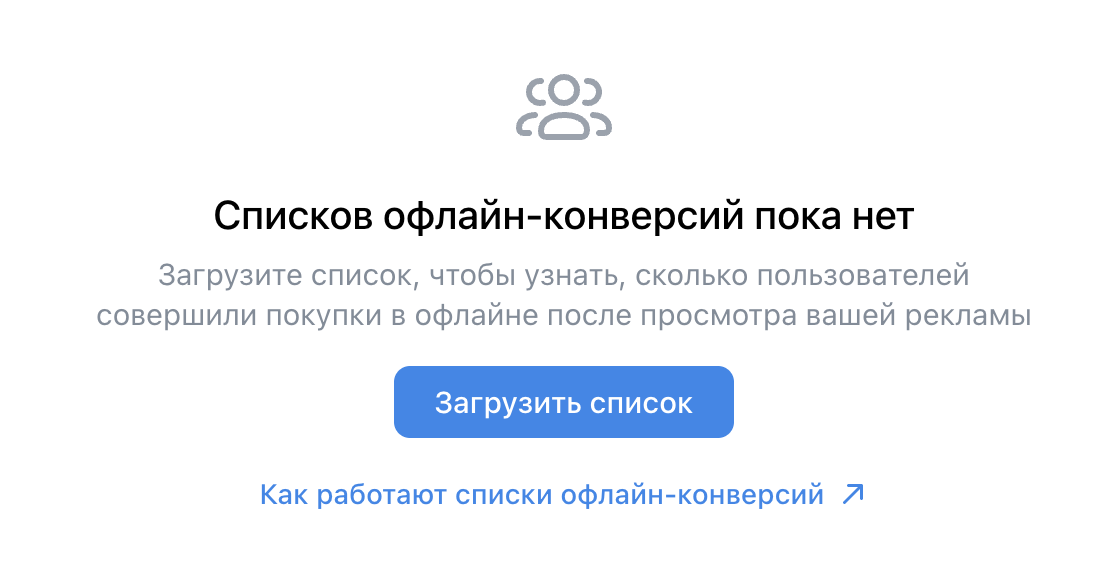 Списков офлайн-конверсий пока нет
Загрузите список, чтобы узнать, сколько пользователей
совершили покупки в офлайне после просмотра вашей рекламы
Загрузить список
Как работают списки офлайн-конверсий